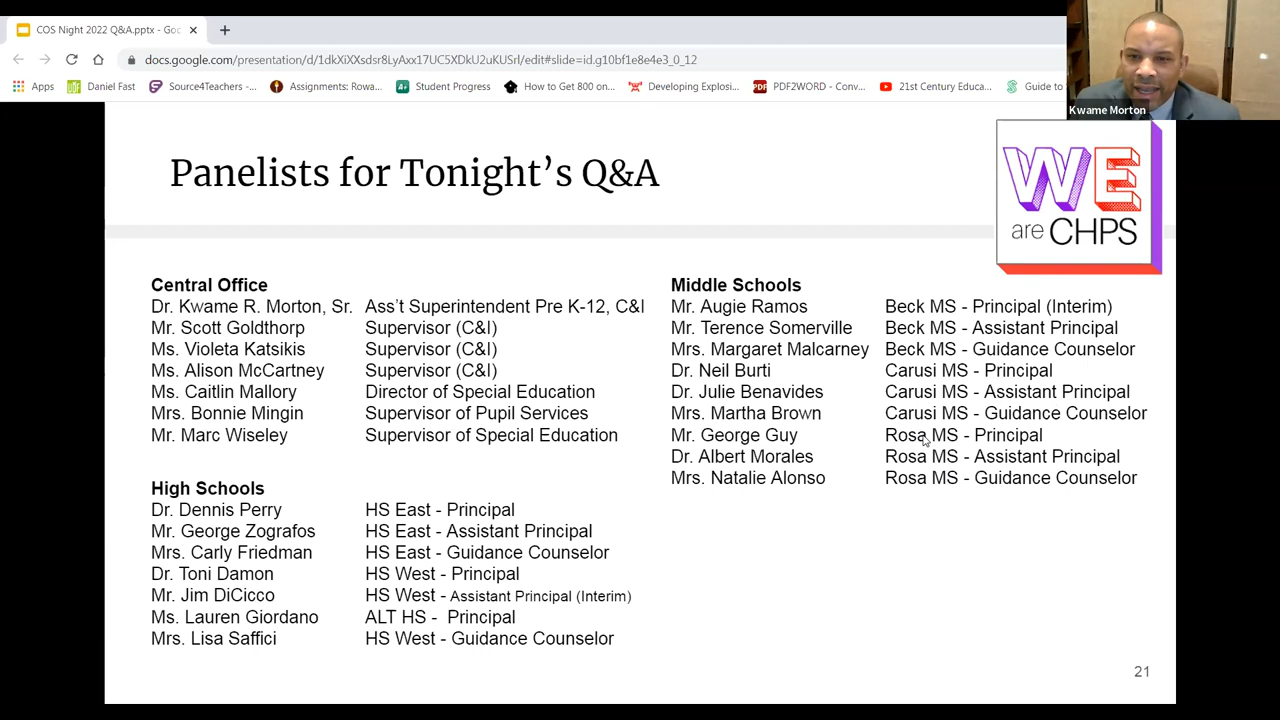 COS Night 2022 Q&A.pptx - Goo
docs.google.com/presentation/d/1dkXiXXsdsr8LyAxx17UC5XDkU2uKUSrl/edit#slide=id.g10bf1e8e4e3_0_12
Apps Daniel Fast Source4Teachers -... Assignments: Rowa... Student Progress How to Get 800 on... Developing Explosi... PDF2WORD - Conv... 21st Century Educa... Guide to
Kwame Morton
Panelists for Tonight's Q&A
WE
are CHPS
Central Office
Dr. Kwame R. Morton, Sr. Ass't Superintendent Pre K-12, C&I
Mr. Scott Goldthorp Supervisor (C&I)
Ms. Violeta Katsikis Supervisor (C&I)
Ms. Alison McCartney Supervisor (C&I)
Ms. Caitlin Mallory Director of Special Education
Mrs. Bonnie Mingin Supervisor of Pupil Services
Mr. Marc Wiseley Supervisor of Special Education
High Schools
Dr. Dennis Perry HS East - Principal
Mr. George Zografos HS East - Assistant Principal
Mrs. Carly Friedman HS East - Guidance Counselor
Dr. Toni Damon HS West - Principal
Mr. Jim DiCicco HS West - Assistant Principal (Interim)
Ms. Lauren Giordano ALT HS - Principal
Mrs. Lisa Saffici HS West - Guidance Counselor
Middle Schools
Mr. Augie Ramos Beck MS - Principal (Interim)
Mr. Terence Somerville Beck MS - Assistant Principal
Mrs. Margaret Malcarney Beck MS - Guidance Counselor
Dr. Neil Burti Carusi MS - Principal
Dr. Julie Benavides Carusi MS - Assistant Principal
Mrs. Martha Brown Carusi MS - Guidance Counselor
Mr. George Guy Rosa MS - Principal
Dr. Albert Morales Rosa MS - Assistant Principal
Mrs. Natalie Alonso Rosa MS - Guidance Counselor
21